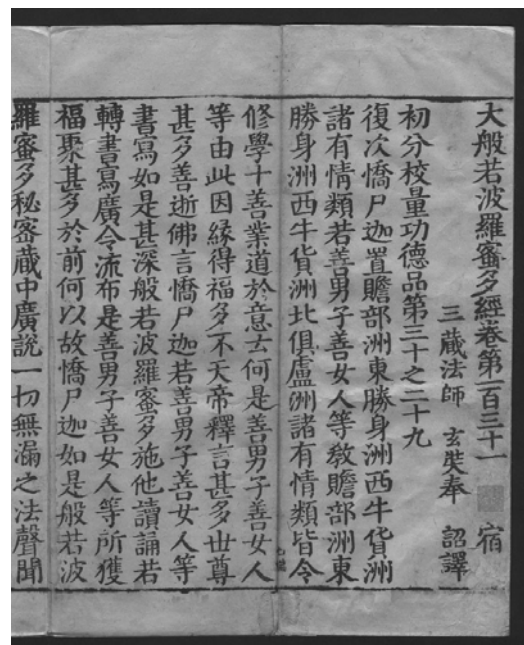 大般若波羅蜜多經卷第一百三十一 宿
三藏法師 玄奘奉 詔譯
初分校量功德品第三十之二十九
復次憍尸迦置贍部洲東勝身洲西牛貨洲
諸有情類若善男子善女人等教贍部洲東
勝身洲西牛貨洲北俱盧洲諸有情類皆令
修學十善業道於意云何是善男子善女人
等由此因緣得福多不天帝釋言甚多世尊
甚多善逝佛言憍尸迦若善男子善女人等
書寫如是甚深般若波羅蜜多施他讀誦若
轉書寫廣令流布是善男子善女人等所獲
福聚甚多於前何以故憍尸迦如是般若波
羅蜜多秘密藏中廣說一切無漏之法聲聞